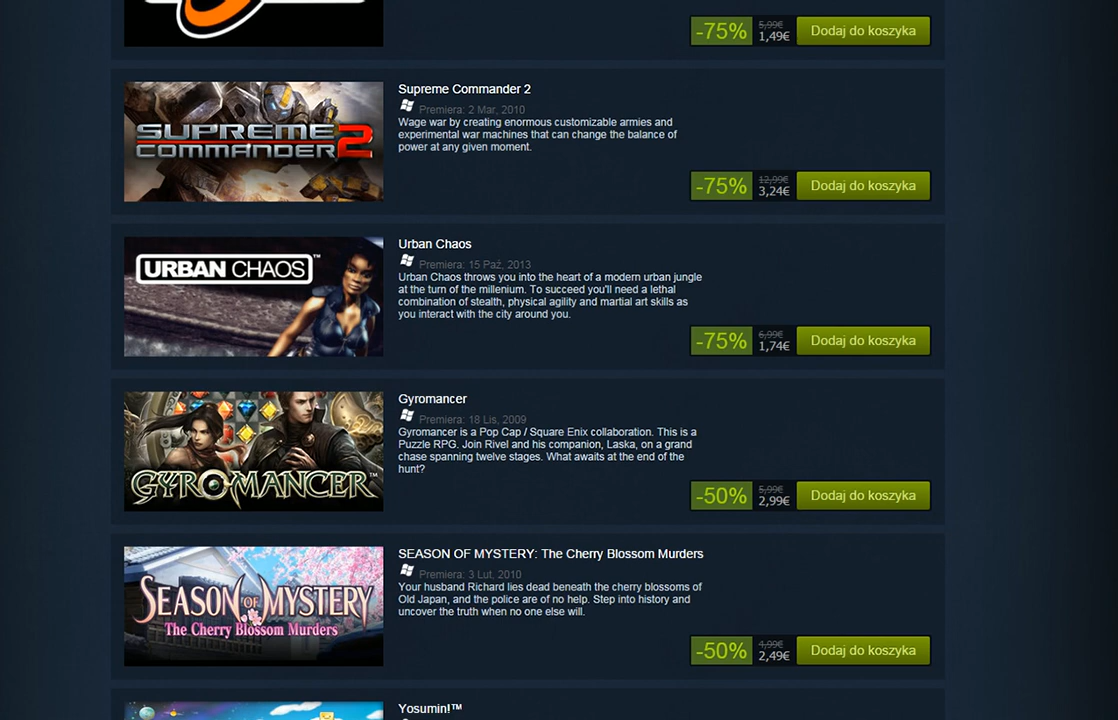 -75%
5,99€
1,49€
Dodaj do koszyka
SUPREME
COMMANDER 2
Supreme Commander 2
Premiera: 2 Mar, 2010
Wage war by creating enormous customizable armies and
experimental war machines that can change the balance of
power at any given moment.
-75%
12,99€
3,24€
Dodaj do koszyka
URBAN CHAOS™
Urban Chaos
Premiera: 15 Paź, 2013
Urban Chaos throws you into the heart of a modern urban jungle
at the turn of the millenium. To succeed you'll need a lethal
combination of stealth, physical agility and martial art skills as
you interact with the city around you.
-75%
6,99€
1,74€
Dodaj do koszyka
GYROMANCER™
Gyromancer
Premiera: 18 Lis, 2009
Gyromancer is a Pop Cap / Square Enix collaboration. This is a
Puzzle RPG. Join Rivel and his companion, Laska, on a grand
chase spanning twelve stages. What awaits at the end of the
hunt?
-50%
5,99€
2,99€
Dodaj do koszyka
SEASON OF MYSTERY
The Cherry Blossom Murders
SEASON OF MYSTERY: The Cherry Blossom Murders
Premiera: 3 Lut, 2010
Your husband Richard lies dead beneath the cherry blossoms of
Old Japan, and the police are of no help. Step into history and
uncover the truth when no one else will.
-50%
4,99€
2,49€
Dodaj do koszyka
Yosumin!™